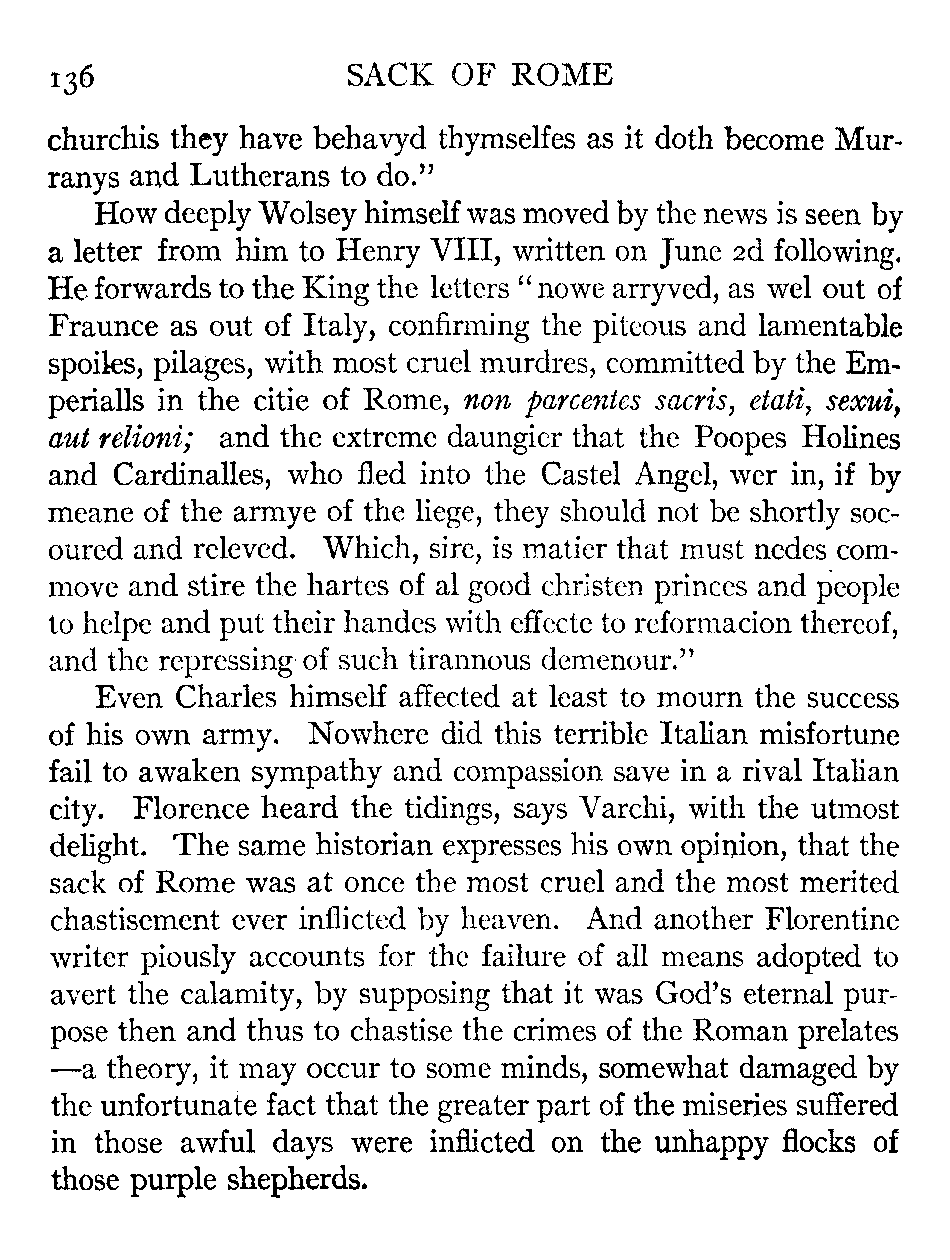 136 SACK OF ROME
churchis they have behavyd thymselfes as it doth become Mur-
ranys and Lutherans to do."
How deeply Wolsey himself was moved by the news is seen by
a letter from him to Henry VIII, written on June 2d following.
He forwards to the King the letters "nowe arryved, as wel out of
Fraunce as out of Italy, confirming the piteous and lamentable
spoiles, pilages, with most cruel murdres, committed by the Em-
perialls in the citie of Rome, non parcentes sacris, etati, sexui,
aut relioni; and the extreme daungier that the Poopes Holines
and Cardinalles, who fled into the Castel Angel, wer in, if by
meane of the armye of the liege, they should not be shortly soc-
oured and releved. Which, sire, is matier that must nedes com-
move and stire the hartes of al good christen princes and people
to helpe and put their handes with effecte to reformacion thereof,
and the repressing of such tirannous demenour."
Even Charles himself affected at least to mourn the success
of his own army. Nowhere did this terrible Italian misfortune
fail to awaken sympathy and compassion save in a rival Italian
city. Florence heard the tidings, says Varchi, with the utmost
delight. The same historian expresses his own opinion, that the
sack of Rome was at once the most cruel and the most merited
chastisement ever inflicted by heaven. And another Florentine
writer piously accounts for the failure of all means adopted to
avert the calamity, by supposing that it was God's eternal pur-
pose then and thus to chastise the crimes of the Roman prelates
—a theory, it may occur to some minds, somewhat damaged by
the unfortunate fact that the greater part of the miseries suffered
in those awful days were inflicted on the unhappy flocks of
those purple shepherds.